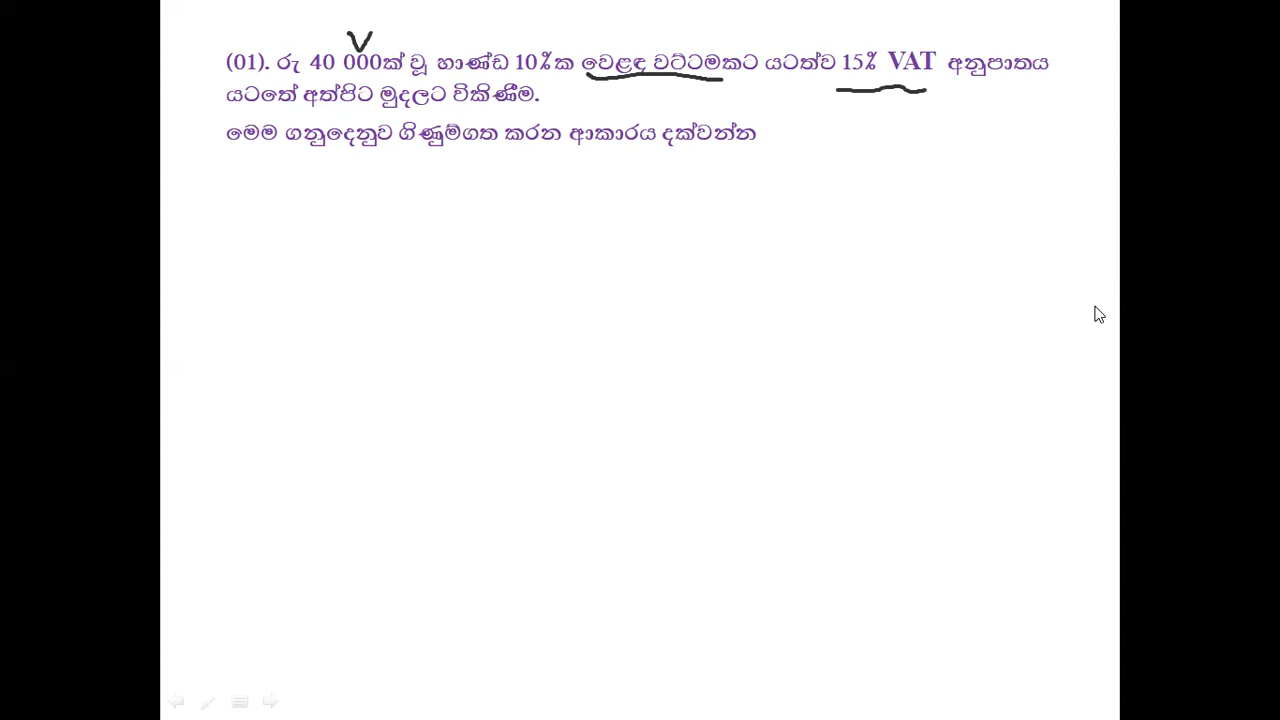 (01). රු 40 000ක් වූ භාණ්ඩ 10%ක වෙළඳ වට්ටමකට යටත්ව 15% VAT අනුපාතය
යටතේ අත්පිට මුදලට විකිණීම.
මෙම ගනුදෙනුව ගිණුම්ගත කරන ආකාරය දක්වන්න